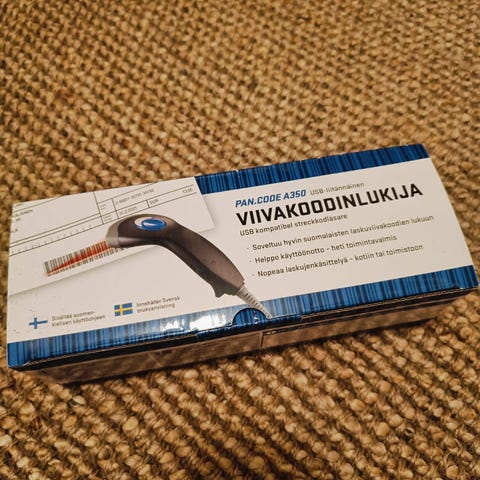 PAN.CODE A350 USB-liitännäinen
VIIVAKOODINLUKIJA
USB kompatibel streckkodläsare
- Soveltuu hyvin suomalaisten laskuviivakoodien lukuun
- Helppo käyttöönotto - heti toimintavalmis
- Nopeaa laskujenkäsittelyä - kotiin tai toimistoon
Sisältää suomen-
kielisen käyttöohjeen
Innehåller Svensk
bruksanvisning
EUR